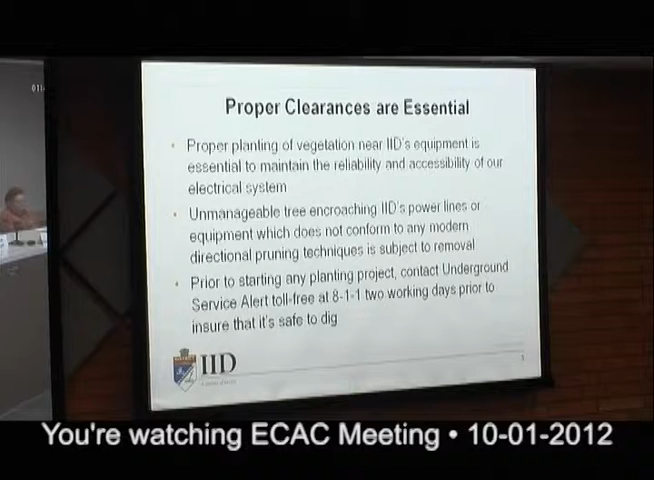 Proper Clearances are Essential
Proper planting of vegetation near IID's equipment is
essential to maintain the reliability and accessibility of our
electrical system
Unmanageable tree encroaching IID's power lines or
equipment which does not conform to any modern
directional pruning techniques is subject to removal
Prior to starting any planting project, contact Underground
Service Alert toll-free at 8-1-1 two working days prior to
insure that it's safe to dig
IID
You're watching ECAC Meeting • 10-01-2012